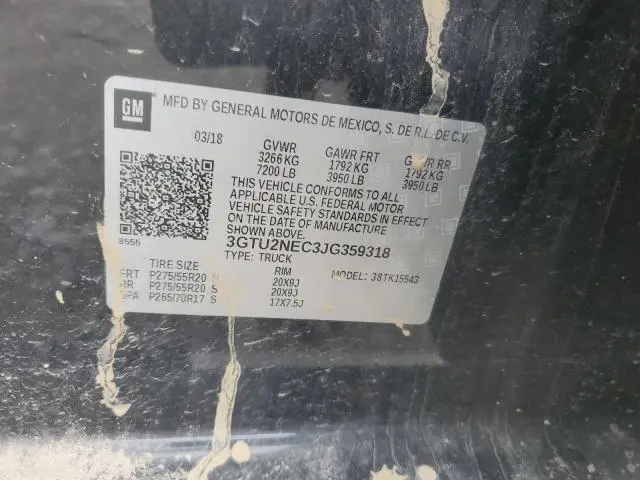 GM
MFD BY GENERAL MOTORS DE MEXICO, S. DE R.L. DE C.V.
03/18 GVWR GAWR FRT GAWR RR
3266 KG 1792 KG 1792 KG
7200 LB 3950 LB 3950 LB
THIS VEHICLE CONFORMS TO ALL
APPLICABLE U.S. FEDERAL MOTOR
VEHICLE SAFETY STANDARDS IN EFFECT
ON THE DATE OF MANUFACTURE
SHOWN ABOVE.
8555
3GTU2NEC3JG359318
TYPE: TRUCK
TIRE SIZE RIM MODEL: 38TK15543
FRT P275/55R20 S 20X9J
RR P275/55R20 S 20X9J
SPA P265/70R17 S 17X7.5J